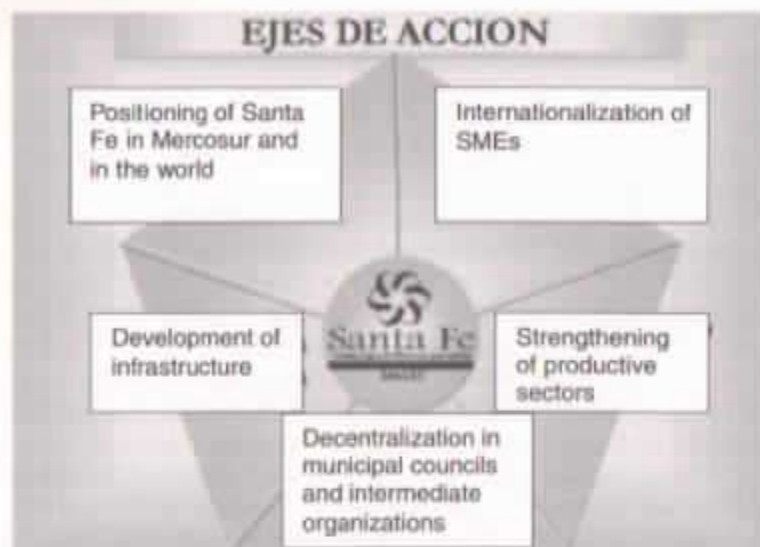 EJES DE ACCION
Positioning of Santa
Fe in Mercosur and
in the world
Internationalization of
SMEs
Development of
infrastructure
Santa Fe
Strengthening
of productive
sectors
Decentralization in
municipal councils
and intermediate
organizations